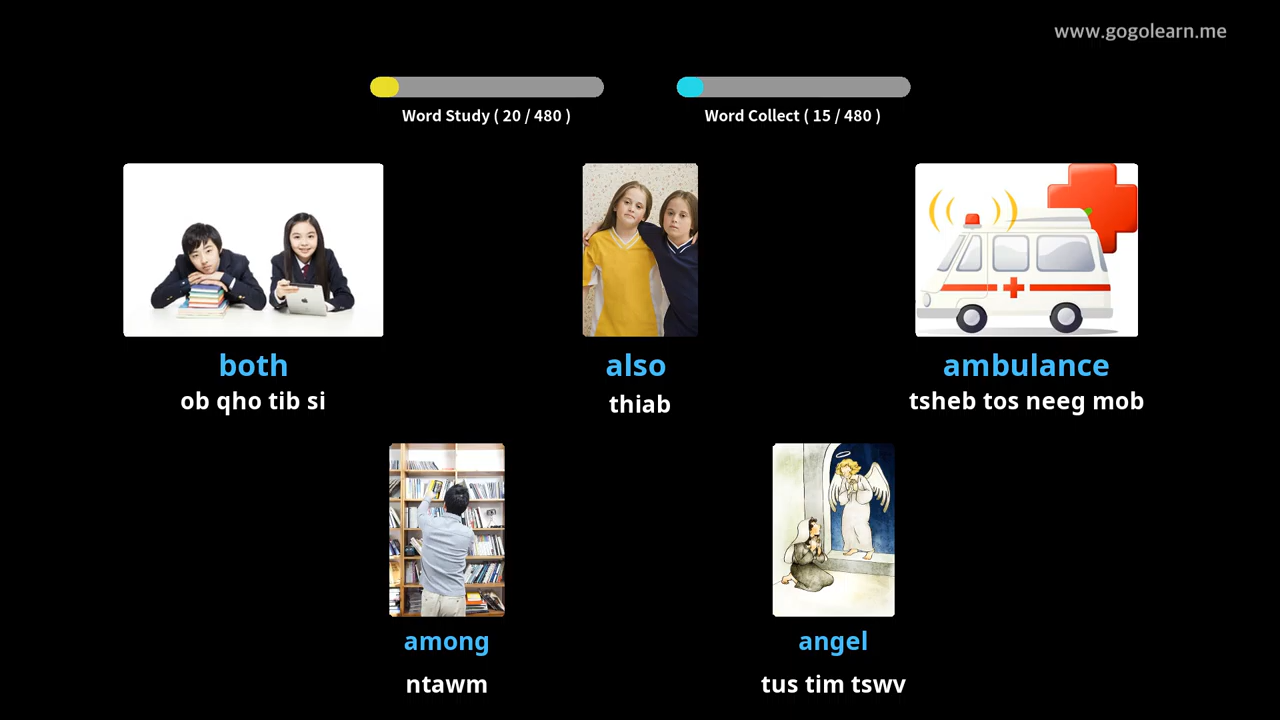 www.gogolearn.me
Word Study ( 20 / 480 )
Word Collect ( 15 / 480 )
both
ob qho tib si
also
thiab
ambulance
tsheb tos neeg mob
among
ntawm
angel
tus tim tswv